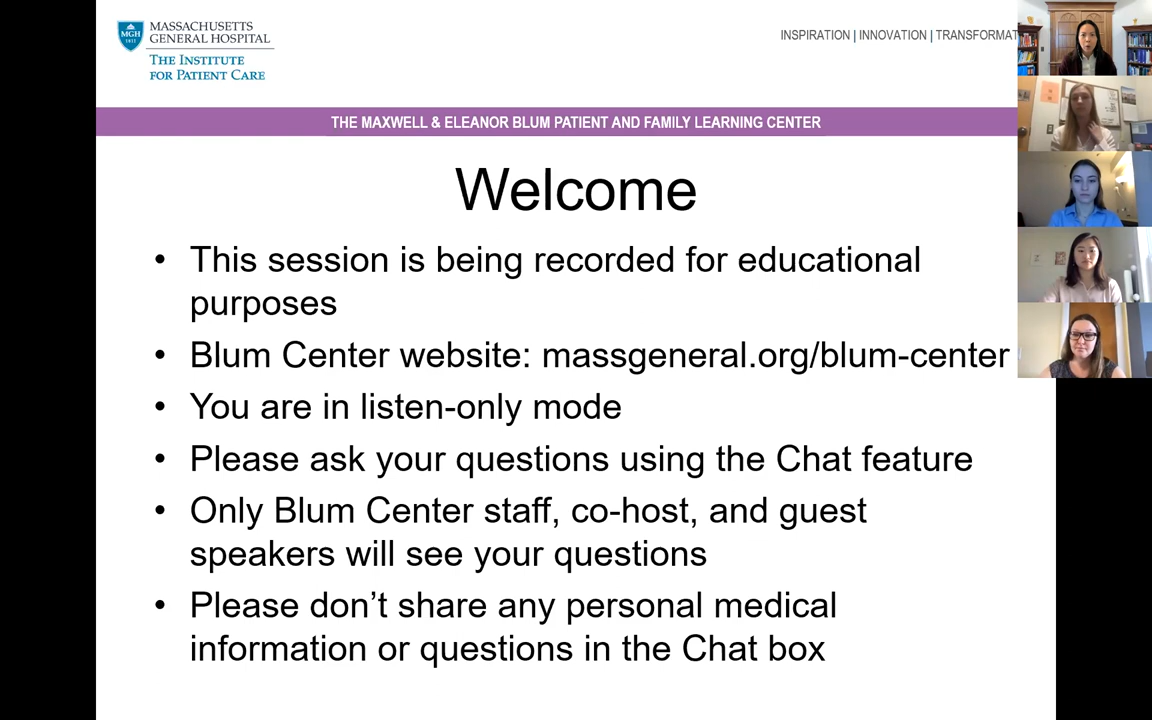 MASSACHUSETTS
GENERAL HOSPITAL
THE INSTITUTE
FOR PATIENT CARE
MGH
1811
INSPIRATION | INNOVATION | TRANSFORMAT
THE MAXWELL & ELEANOR BLUM PATIENT AND FAMILY LEARNING CENTER
Welcome
• This session is being recorded for educational
purposes
• Blum Center website: massgeneral.org/blum-center
• You are in listen-only mode
• Please ask your questions using the Chat feature
• Only Blum Center staff, co-host, and guest
speakers will see your questions
• Please don’t share any personal medical
information or questions in the Chat box